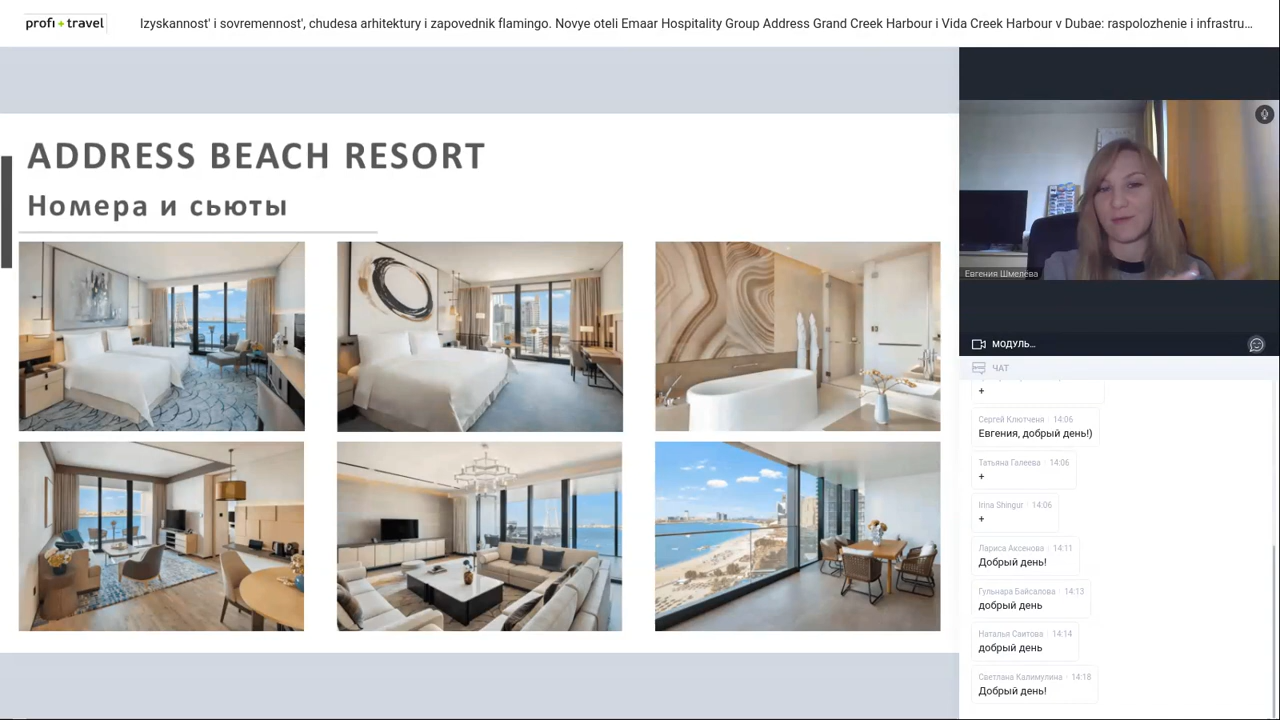 profi+travel
Izyskannost' i sovremennost', chudesa arhitektury i zapovednik flamingo. Novye oteli Emaar Hospitality Group Address Grand Creek Harbour i Vida Creek Harbour v Dubae: raspolozhenie i infrastru…
ADDRESS BEACH RESORT
Номера и сьюты
Евгения Шмелёва
МОДУЛЬ…
ЧАТ
+
Сергей Клютченя 14:06
Евгения, добрый день!)
Татьяна Галеева 14:06
+
Irina Shingur 14:06
+
Лариса Аксенова 14:11
Добрый день!
Гульнара Байсалова 14:13
добрый день
Наталья Саитова 14:14
добрый день
Светлана Калимулина 14:18
Добрый день!